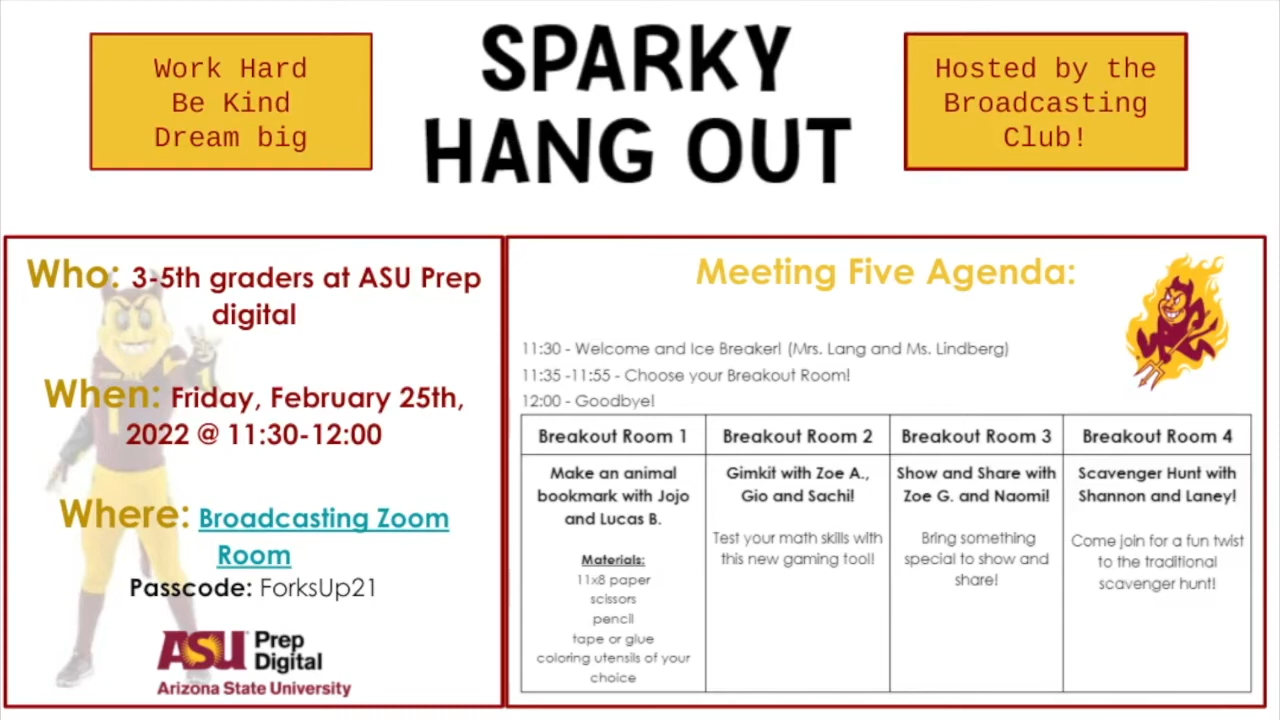 Work Hard
Be Kind
Dream big
SPARKY
HANG OUT
Hosted by the
Broadcasting
Club!
Who: 3-5th graders at ASU Prep
digital
When: Friday, February 25th,
2022 @ 11:30-12:00
Where: Broadcasting Zoom
Room
Passcode: ForksUp21
ASU Prep
Digital
Arizona State University
Meeting Five Agenda:
11:30 - Welcome and Ice Breaker! (Mrs. Lang and Ms. Lindberg)
11:35 -11:55 - Choose your Breakout Room!
12:00 - Goodbye!
Breakout Room 1
Make an animal
bookmark with Jojo
and Lucas B.
Materials:
11x8 paper
scissors
pencil
tape or glue
coloring utensils of your
choice
Breakout Room 2
Gimkit with Zoe A.,
Gio and Sachi!
Test your math skills with
this new gaming tool!
Breakout Room 3
Show and Share with
Zoe G. and Naomi!
Bring something
special to show and
share!
Breakout Room 4
Scavenger Hunt with
Shannon and Laney!
Come join for a fun twist
to the traditional
scavenger hunt!